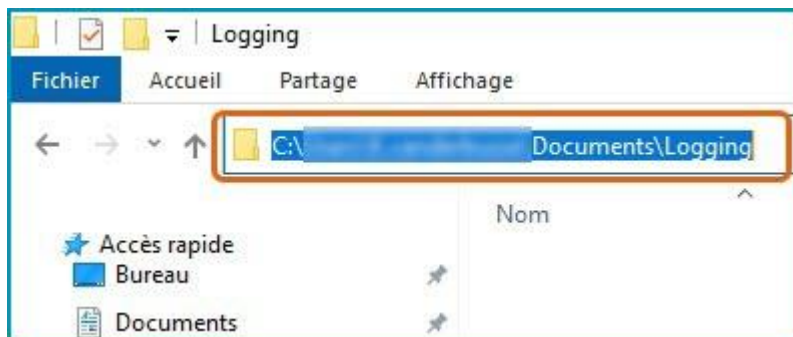 Logging
Fichier Accueil Partage Affichage
C:\ Documents\Logging
Nom
Accès rapide
Bureau
Documents